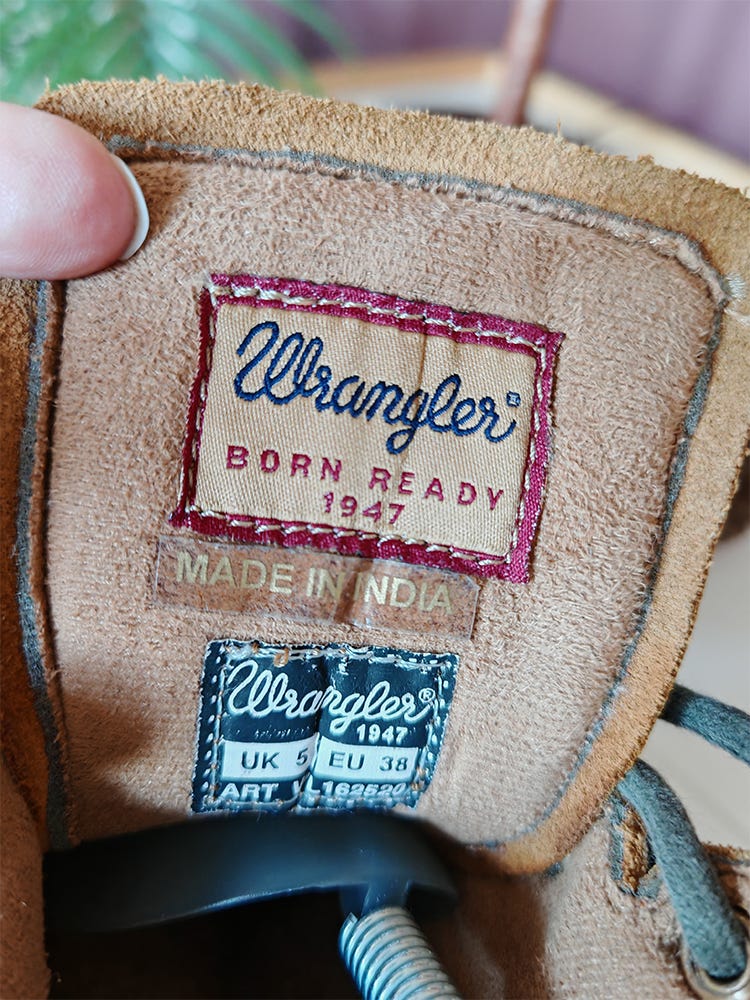 Wrangler®
BORN READY
1947
MADE IN INDIA
Wrangler®
1947
UK 5 EU 38
ART